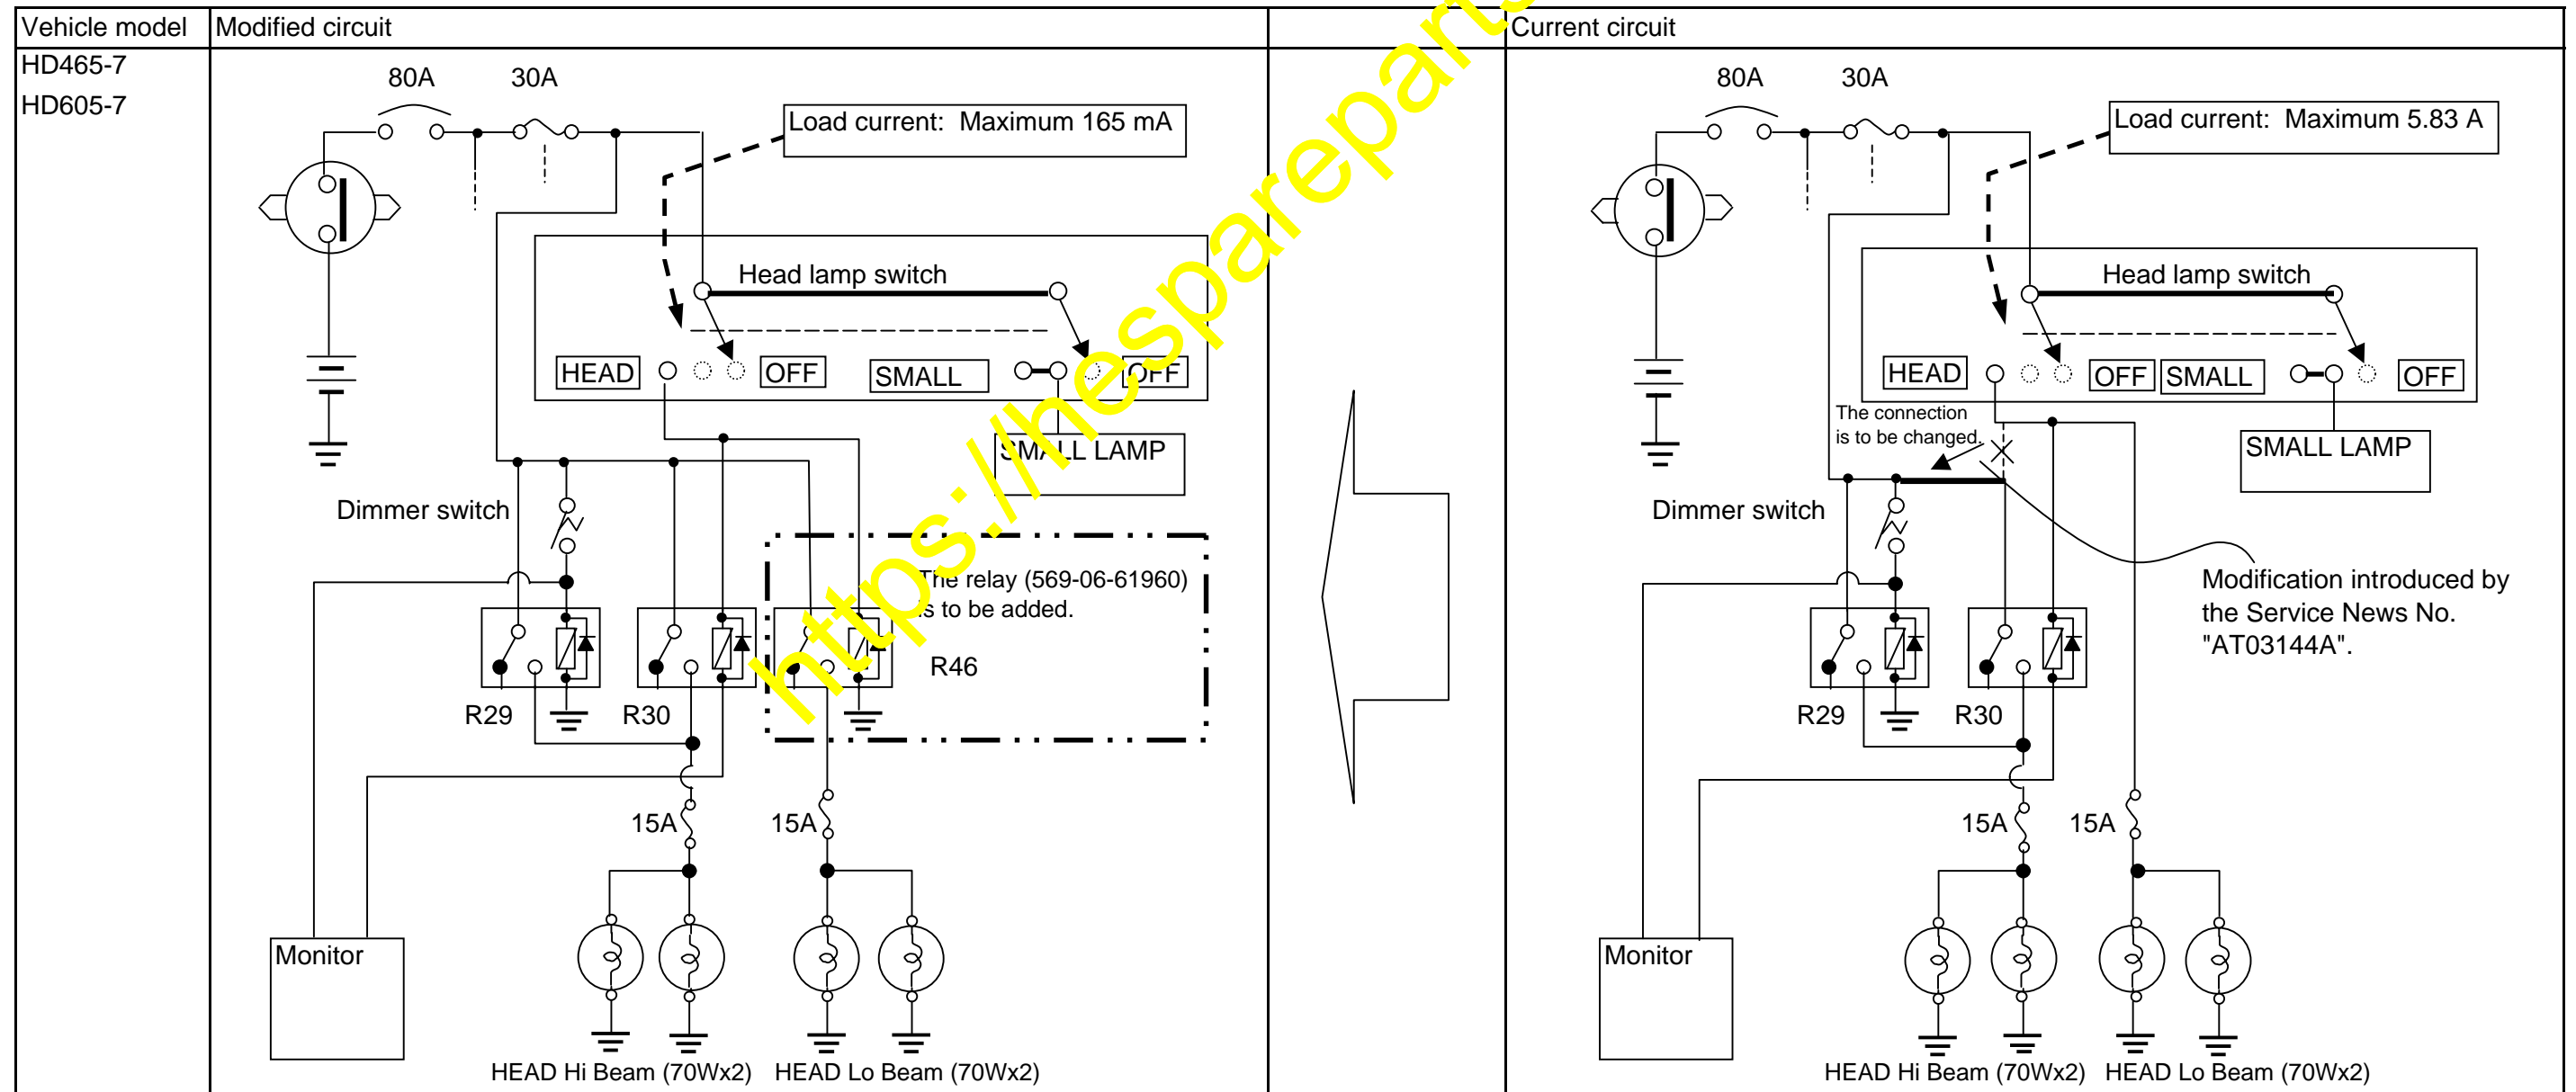 Vehicle model
Modified circuit
Current circuit
HD465-7
HD605-7
80A
30A
Load current: Maximum 165 mA
Head lamp switch
HEAD
OFF
SMALL
OFF
SMALL LAMP
Dimmer switch
The relay (569-06-61960)
is to be added.
R46
R29
R30
15A
15A
Monitor
HEAD Hi Beam (70Wx2)
HEAD Lo Beam (70Wx2)
80A
30A
Load current: Maximum 5.83 A
Head lamp switch
HEAD
OFF
SMALL
OFF
The connection
is to be changed.
SMALL LAMP
Dimmer switch
Modification introduced by
the Service News No.
"AT03144A".
R29
R30
15A
15A
Monitor
HEAD Hi Beam (70Wx2)
HEAD Lo Beam (70Wx2)
https://hespareparts